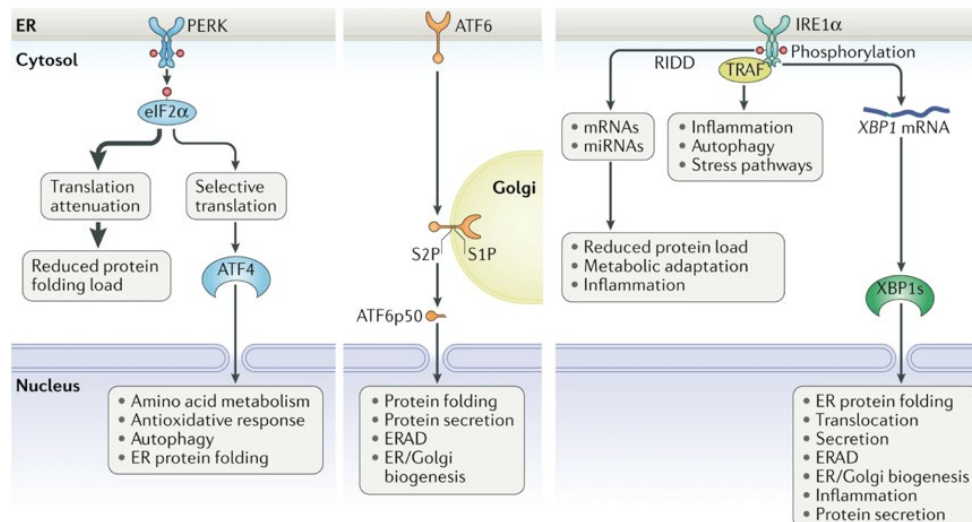 ER
PERK
Cytosol
eIF2α
Translation
attenuation
Selective
translation
Reduced protein
folding load
ATF4
Nucleus
• Amino acid metabolism
• Antioxidative response
• Autophagy
• ER protein folding
ATF6
Golgi
S2P
S1P
ATF6p50
• Protein folding
• Protein secretion
• ERAD
• ER/Golgi
biogenesis
IRE1α
RIDD
Phosphorylation
TRAF
• mRNAs
• miRNAs
• Inflammation
• Autophagy
• Stress pathways
XBP1 mRNA
• Reduced protein load
• Metabolic adaptation
• Inflammation
XBP1s
• ER protein folding
• Translocation
• Secretion
• ERAD
• ER/Golgi biogenesis
• Inflammation
• Protein secretion